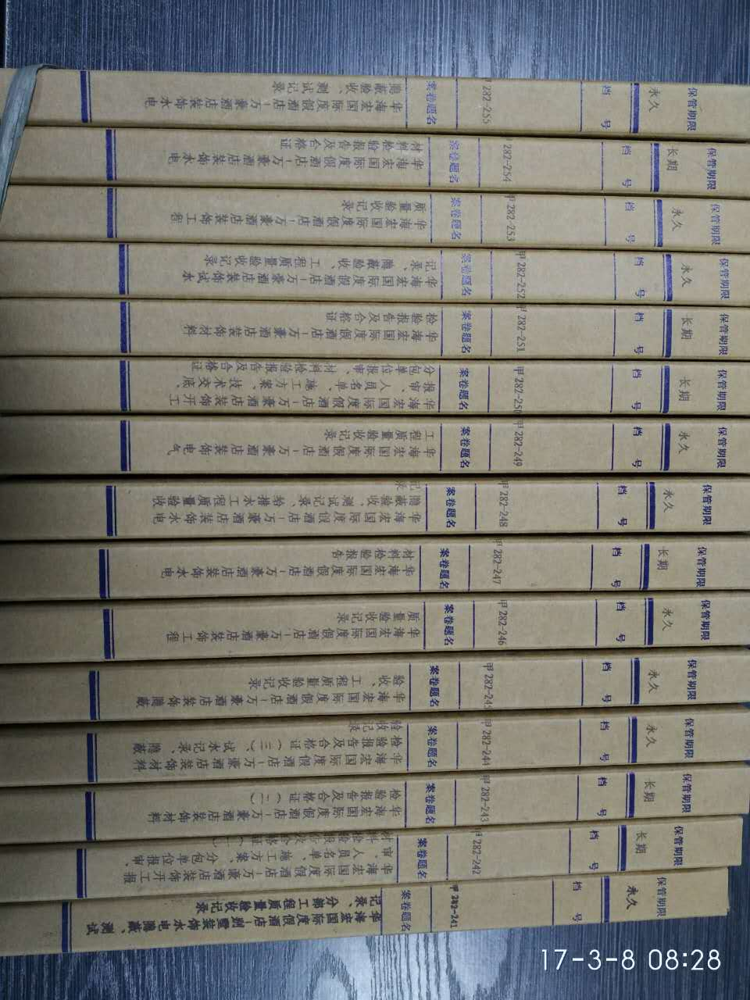 保管期限
永久
档 号
282-255
案卷题名
华海宏国际度假酒店-万豪酒店装饰水电
隐蔽验收、测试记录
保管期限
长期
档 号
282-254
案卷题名
华海宏国际度假酒店-万豪酒店装饰水电
材料检验报告及合格证
保管期限
永久
档 号
甲282-253
案卷题名
华海宏国际度假酒店-万豪酒店装饰工程
质量验收记录
保管期限
永久
档 号
甲282-252
案卷题名
华海宏国际度假酒店-万豪酒店装饰试水
记录、隐蔽验收、工程质量验收记录
保管期限
长期
档 号
甲282-251
案卷题名
华海宏国际度假酒店-万豪酒店装饰材料
检验报告及合格证
保管期限
长期
档 号
甲282-250
案卷题名
华海宏国际度假酒店-万豪酒店装饰开工
报审、人员名单、施工方案、技术交底
分包单位报审、材料检验报告及合格证
保管期限
永久
档 号
甲282-249
案卷题名
华海宏国际度假酒店-万豪酒店装饰电气
工程质量验收记录
保管期限
永久
档 号
甲282-248
案卷题名
华海宏国际度假酒店-万豪酒店装饰水电
隐蔽验收、测试记录、给排水工程质量验收
记录
保管期限
长期
档 号
甲282-247
案卷题名
华海宏国际度假酒店-万豪酒店装饰水电
材料检验报告
保管期限
永久
档 号
甲282-246
案卷题名
华海宏国际度假酒店-万豪酒店装饰工程
质量验收记录
保管期限
永久
档 号
甲282-245
案卷题名
华海宏国际度假酒店-万豪酒店装饰隐蔽
验收、工程质量验收记录
保管期限
永久
档 号
甲282-244
案卷题名
华海宏国际度假酒店-万豪酒店装饰材料
检验报告及合格证(三)、试水记录、隐蔽
验收记录
保管期限
长期
档 号
甲282-243
案卷题名
华海宏国际度假酒店-万豪酒店装饰材料
检验报告及合格证(二)
保管期限
长期
档 号
甲282-242
案卷题名
华海宏国际度假酒店-万豪酒店装饰开工报
审、人员名单、施工方案、分包单位报审、
材料检验报告及合格证
保管期限
永久
档 号
甲282-241
案卷题名
华海宏国际度假酒店-别墅装饰水电隐蔽、测试
记录、分部工程质量验收记录
17-3-8 08:28